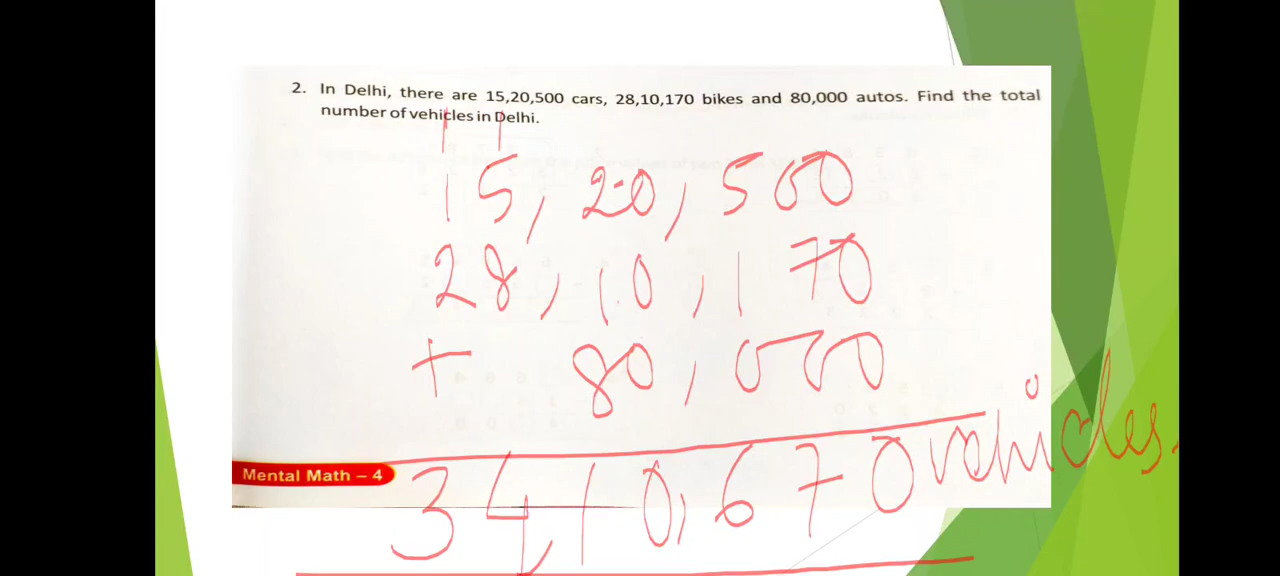 2. In Delhi, there are 15,20,500 cars, 28,10,170 bikes and 80,000 autos. Find the total
number of vehicles in Delhi.
1 1
15,20,500
28,10,170
+ 80,000
34,10,670 vehicles.
Mental Math – 4